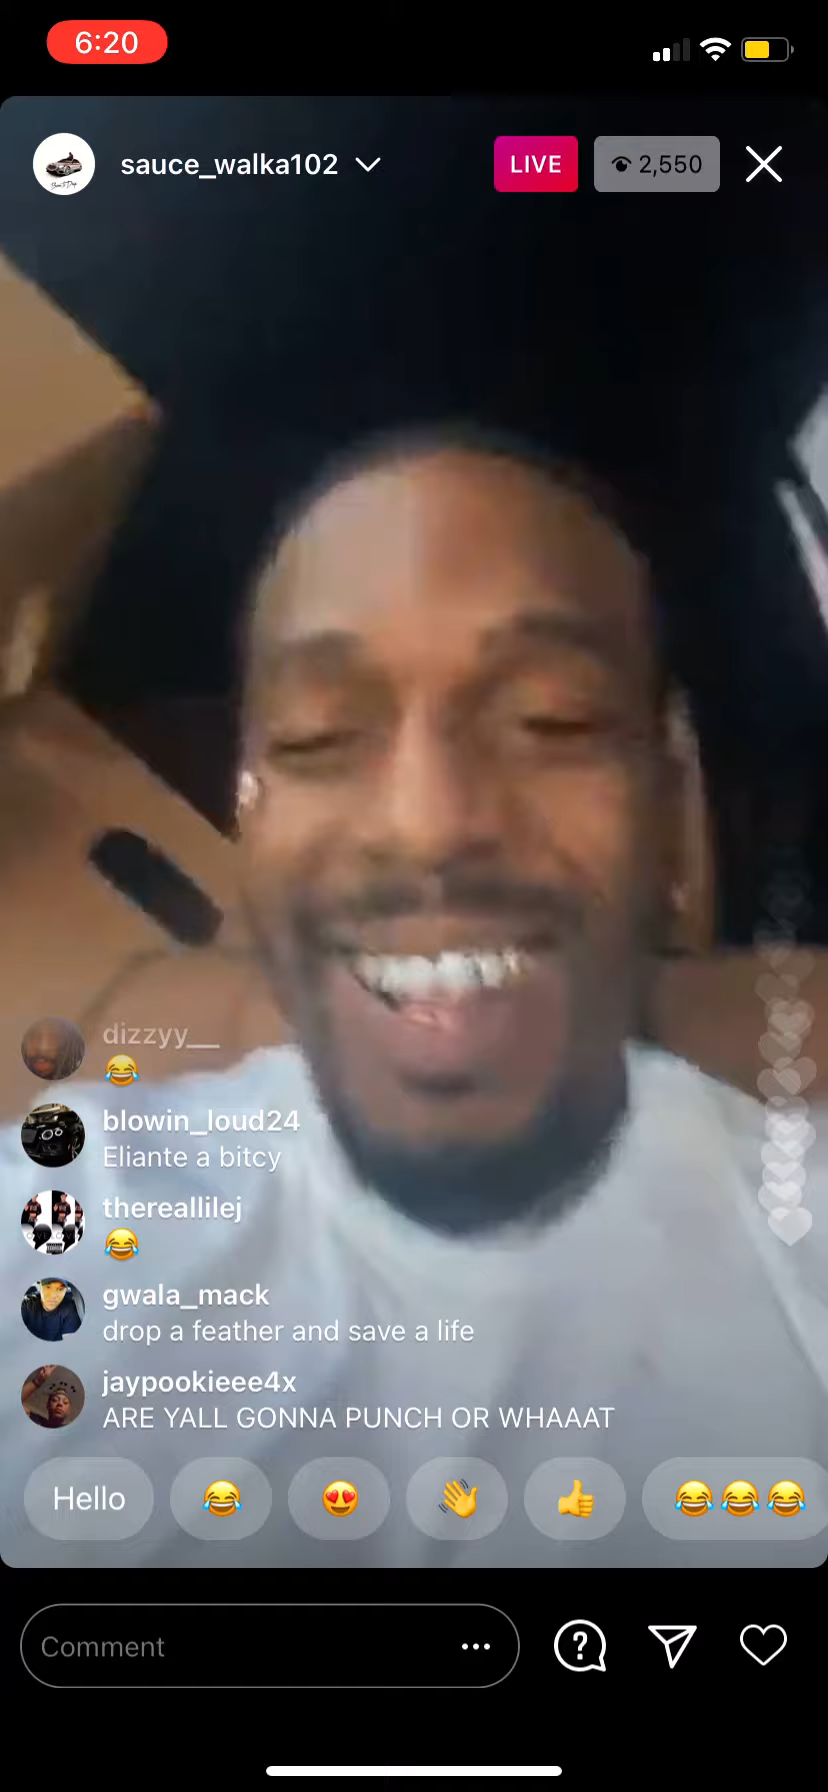 6:20
sauce_walka102
LIVE
2,550
dizzyy__
😂
blowin_loud24
Eliante a bitcy
thereallilej
😂
gwala_mack
drop a feather and save a life
jaypookieee4x
ARE YALL GONNA PUNCH OR WHAAAT
Hello 😂 😍 👋 👍 😂😂😂
Comment